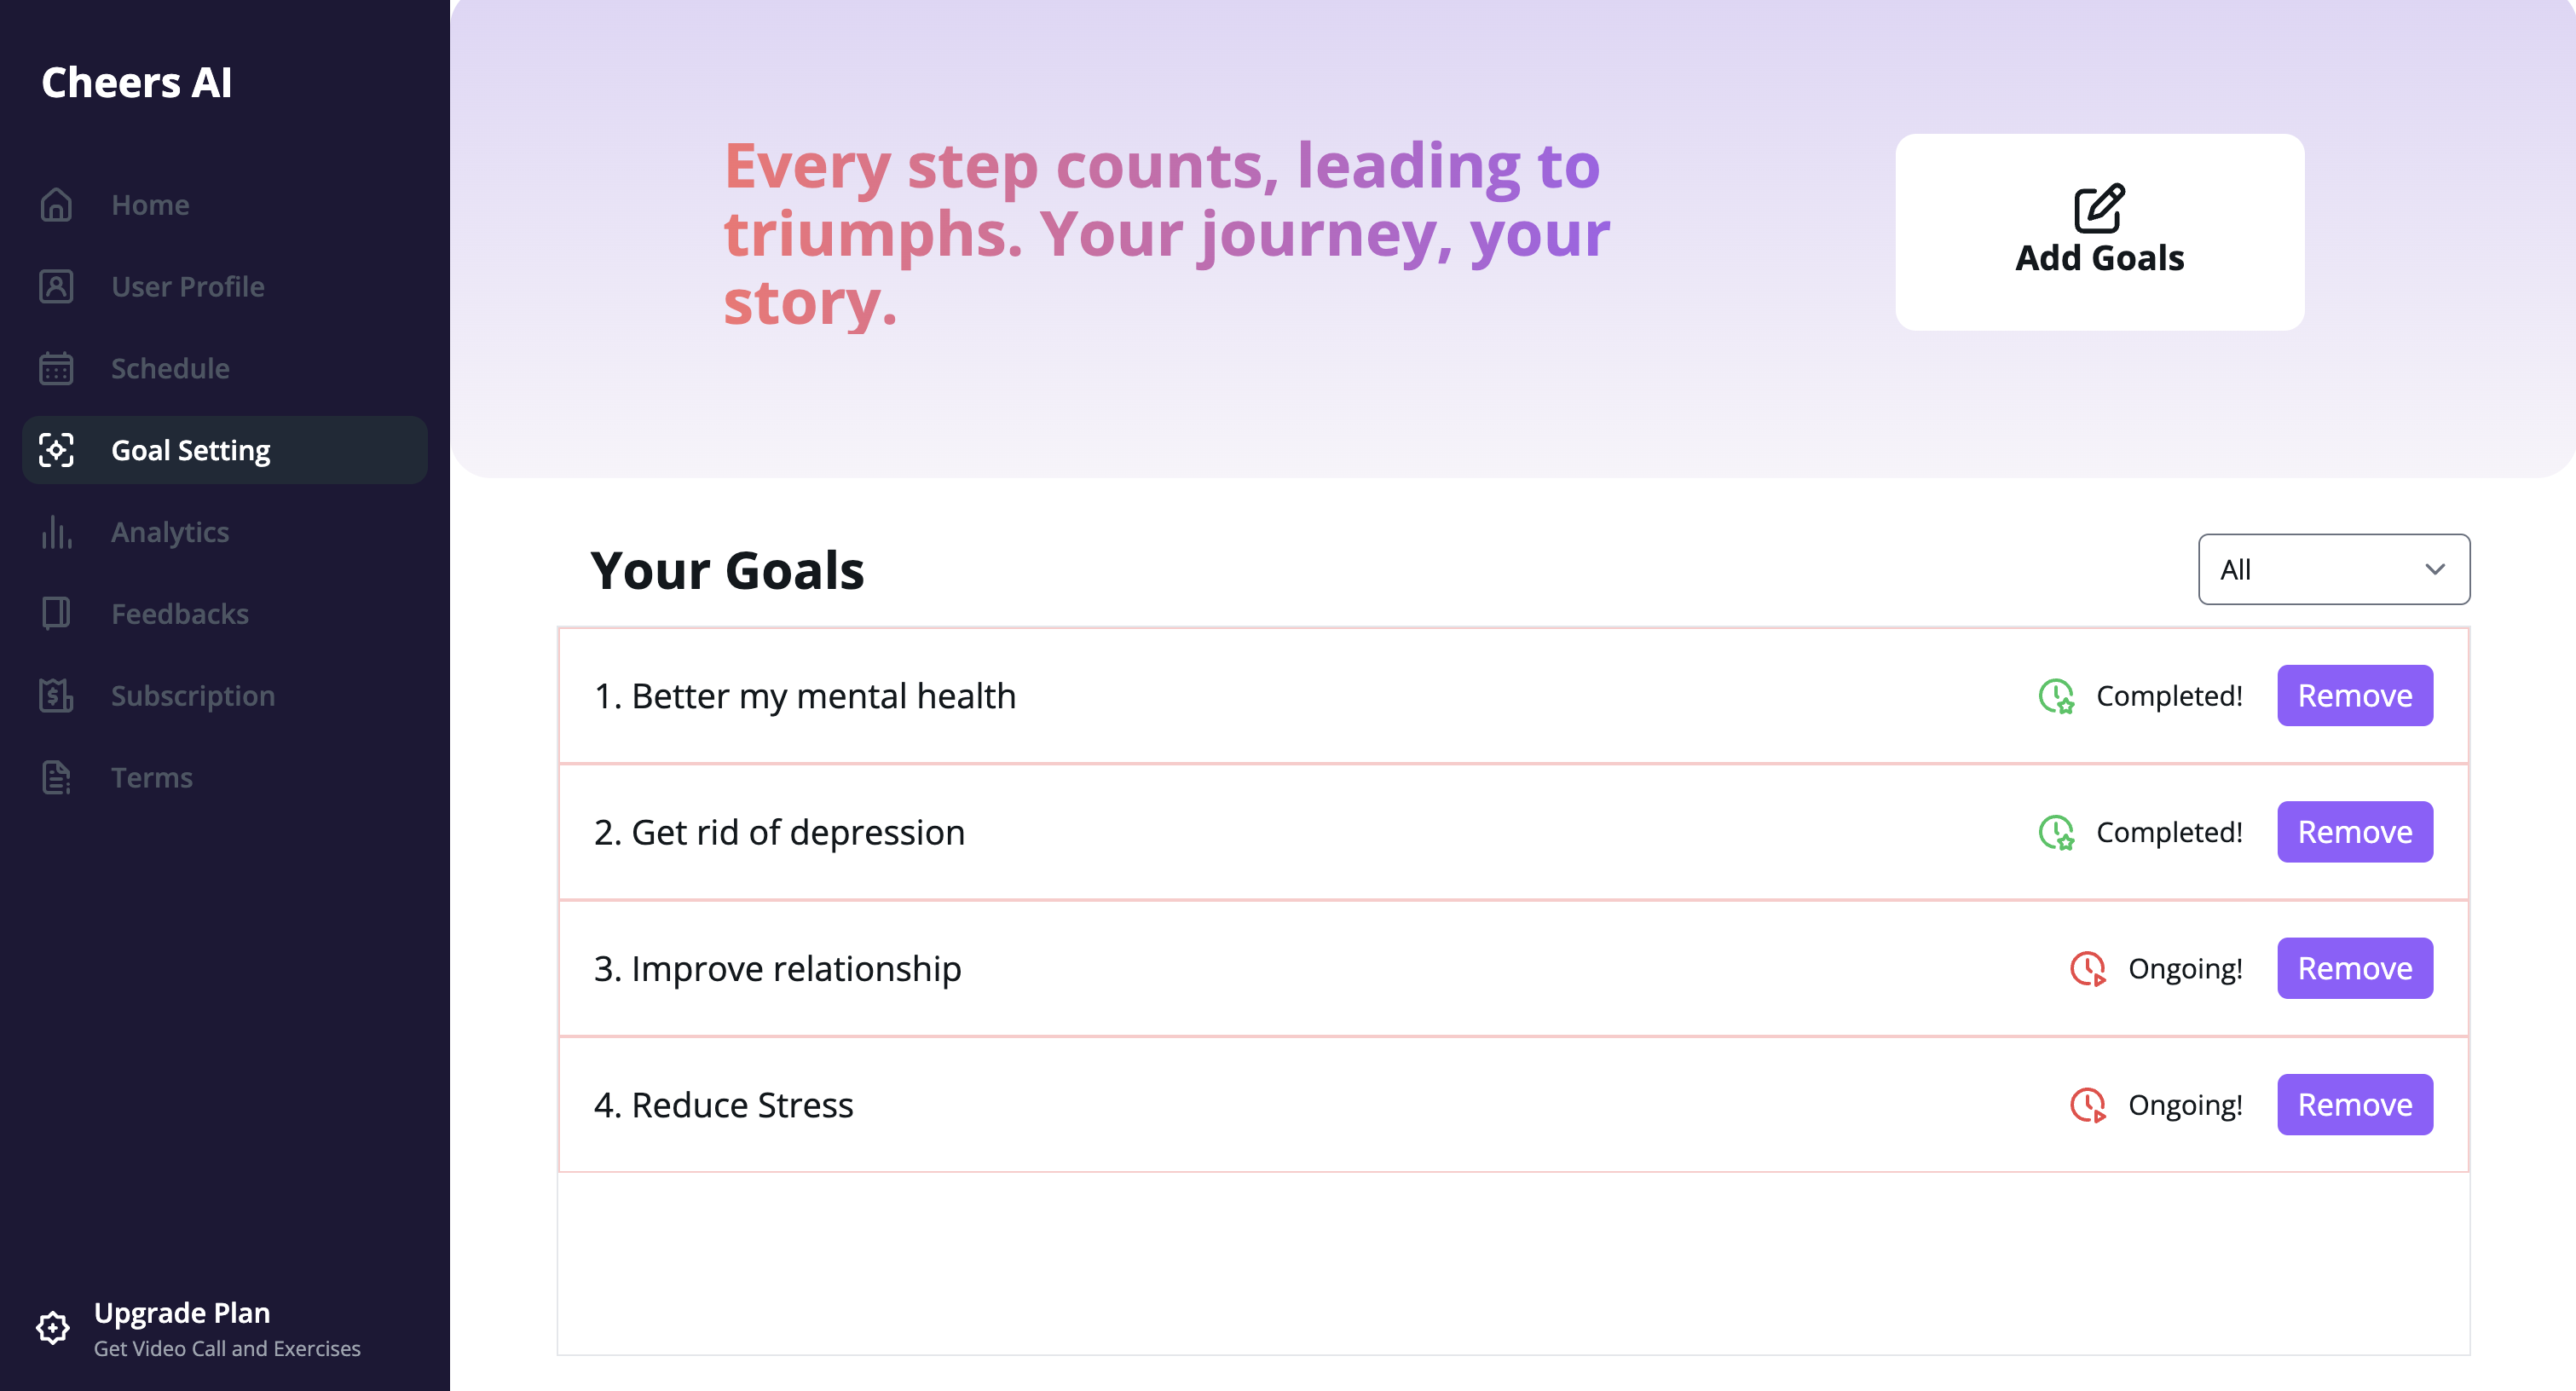 Cheers AI
Home
User Profile
Schedule
Goal Setting
Analytics
Feedbacks
Subscription
Terms
Upgrade Plan
Get Video Call and Exercises
Every step counts, leading to
triumphs. Your journey, your
story.
Add Goals
Your Goals
All
1. Better my mental health Completed! Remove
2. Get rid of depression Completed! Remove
3. Improve relationship Ongoing! Remove
4. Reduce Stress Ongoing! Remove